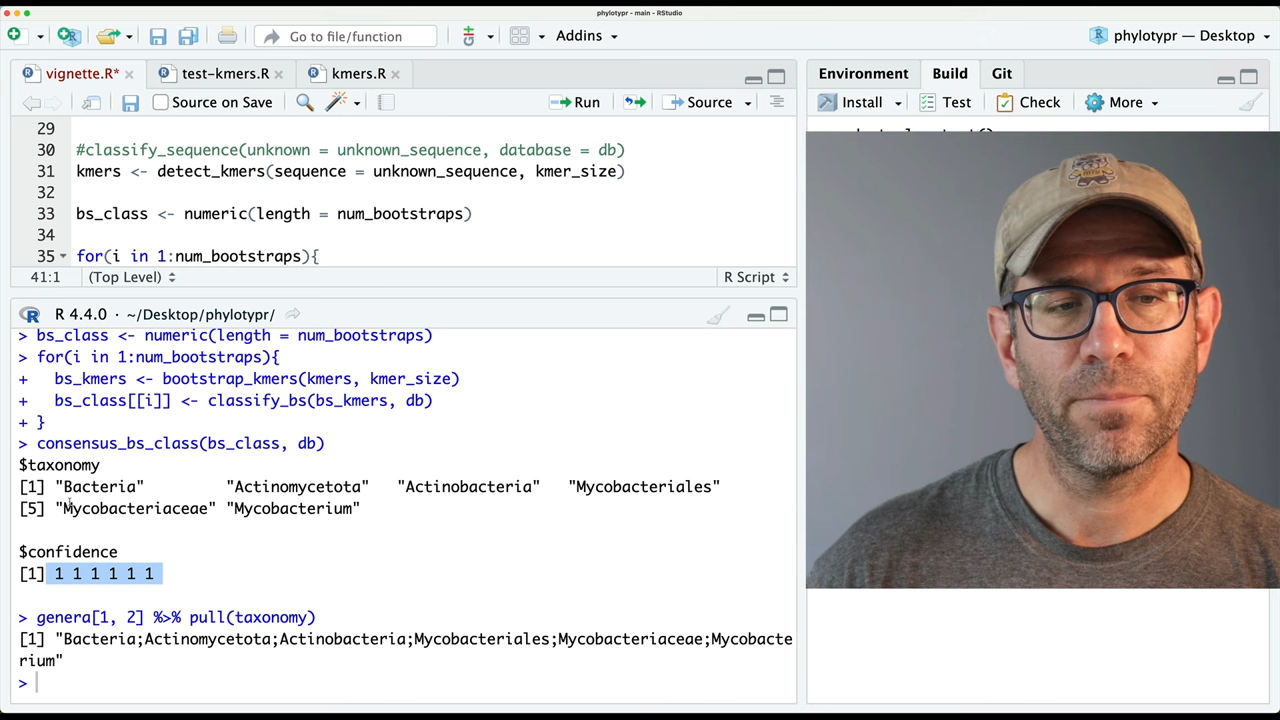 phylotypr - main - RStudio
Go to file/function
Addins
phylotypr — Desktop
vignette.R*
test-kmers.R
kmers.R
Environment
Build
Git
Source on Save
Run
Source
Install
Test
Check
More
29
30 #classify_sequence(unknown = unknown_sequence, database = db)
31 kmers <- detect_kmers(sequence = unknown_sequence, kmer_size)
32
33 bs_class <- numeric(length = num_bootstraps)
34
35 for(i in 1:num_bootstraps){
41:1
(Top Level)
R Script
R 4.4.0 · ~/Desktop/phylotypr/
> bs_class <- numeric(length = num_bootstraps)
> for(i in 1:num_bootstraps){
+ bs_kmers <- bootstrap_kmers(kmers, kmer_size)
+ bs_class[[i]] <- classify_bs(bs_kmers, db)
+ }
> consensus_bs_class(bs_class, db)
$taxonomy
[1] "Bacteria" "Actinomycetota" "Actinobacteria" "Mycobacteriales"
[5] "Mycobacteriaceae" "Mycobacterium"
$confidence
[1] 1 1 1 1 1 1
> genera[1, 2] %>% pull(taxonomy)
[1] "Bacteria;Actinomycetota;Actinobacteria;Mycobacteriales;Mycobacteriaceae;Mycobacte
rium"
>